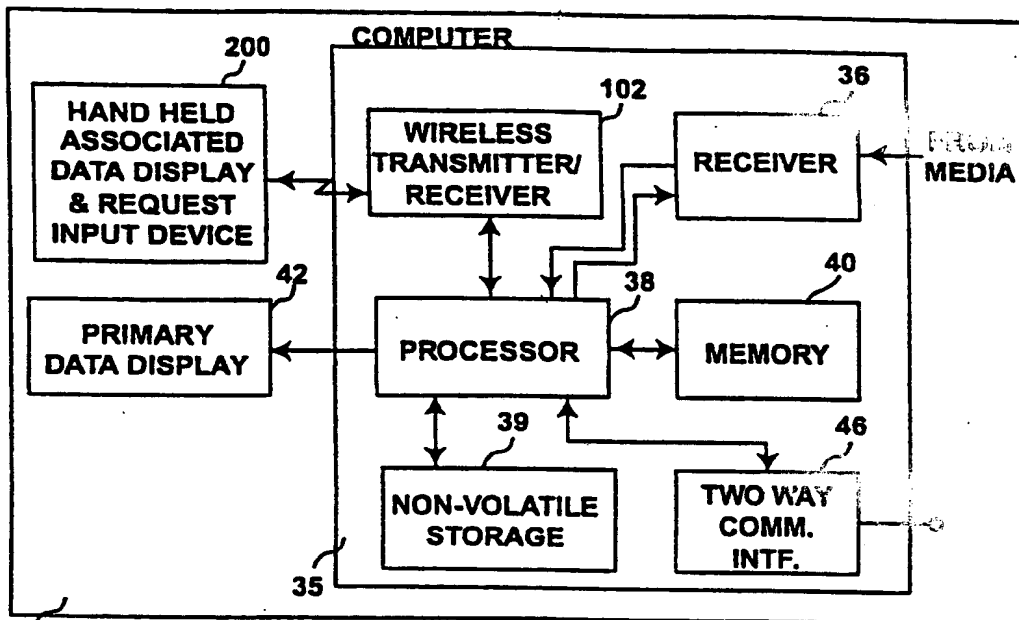 COMPUTER
200
HAND HELD
ASSOCIATED
DATA DISPLAY
& REQUEST
INPUT DEVICE
102
WIRELESS
TRANSMITTER/
RECEIVER
36
RECEIVER
MEDIA
42
PRIMARY
DATA DISPLAY
38
PROCESSOR
40
MEMORY
39
NON-VOLATILE
STORAGE
46
TWO WAY
COMM.
INTF.
35